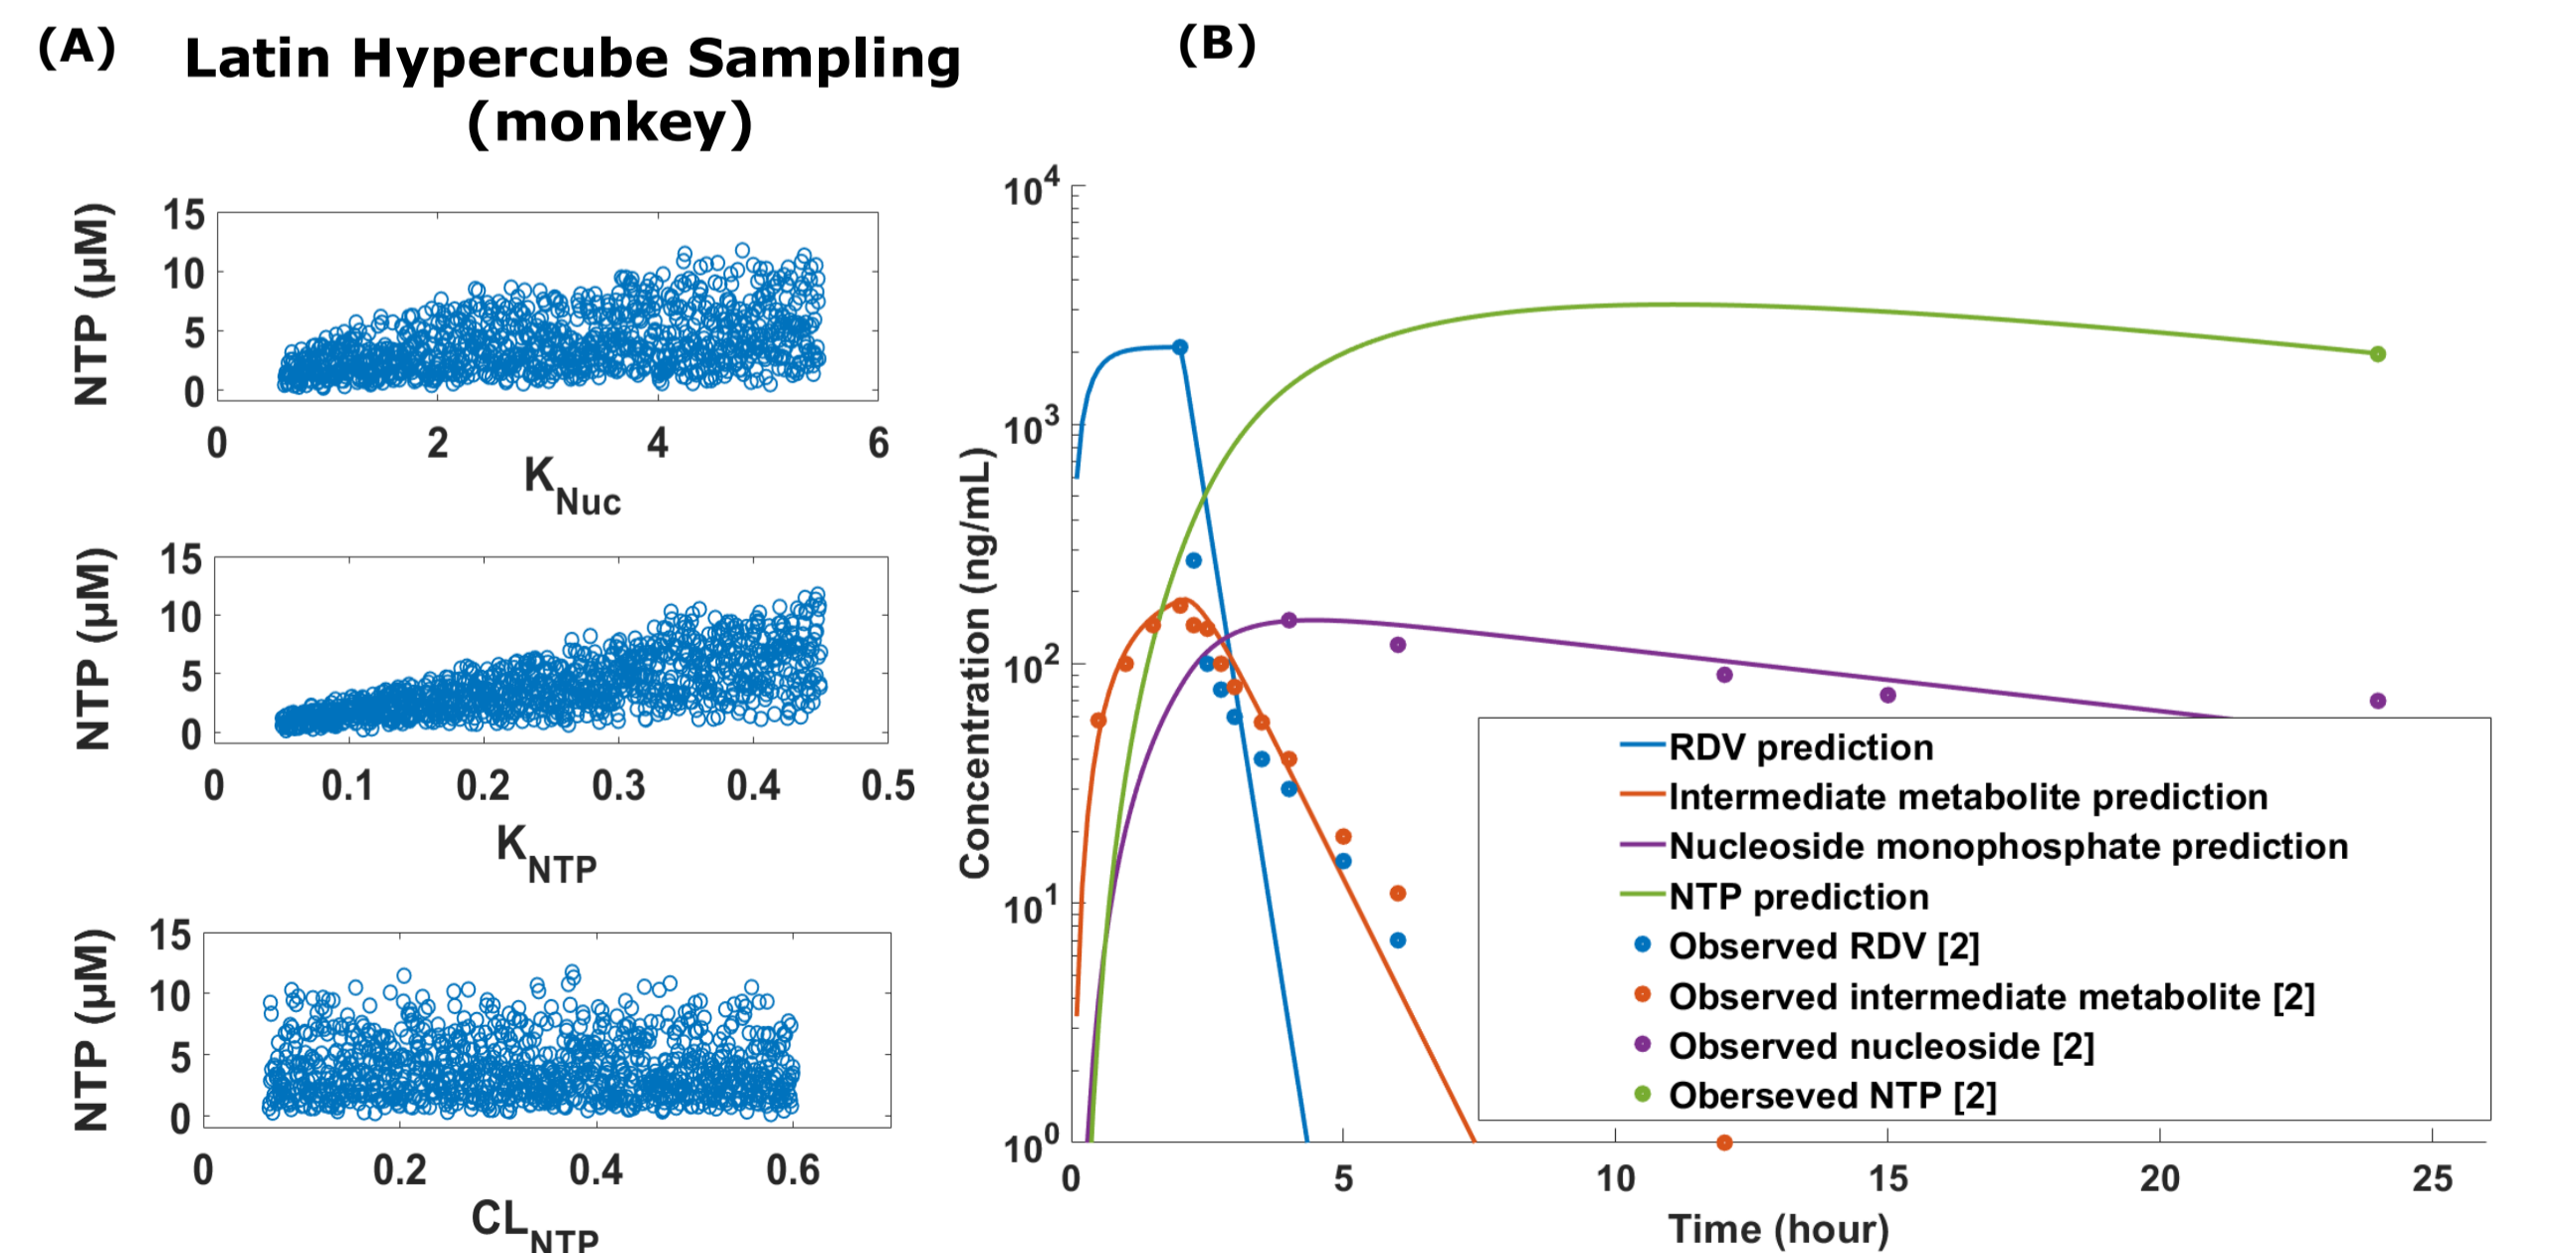 (A)
Latin Hypercube Sampling
(monkey)
NTP (µM)
15
10
5
0
0 2 4 6
K_Nuc
NTP (µM)
15
10
5
0
0 0.1 0.2 0.3 0.4 0.5
K_NTP
NTP (µM)
15
10
5
0
0 0.2 0.4 0.6
CL_NTP
(B)
Concentration (ng/mL)
10^4
10^3
10^2
10^1
10^0
0 5 10 15 20 25
Time (hour)
RDV prediction
Intermediate metabolite prediction
Nucleoside monophosphate prediction
NTP prediction
Observed RDV [2]
Observed intermediate metabolite [2]
Observed nucleoside [2]
Oberseved NTP [2]